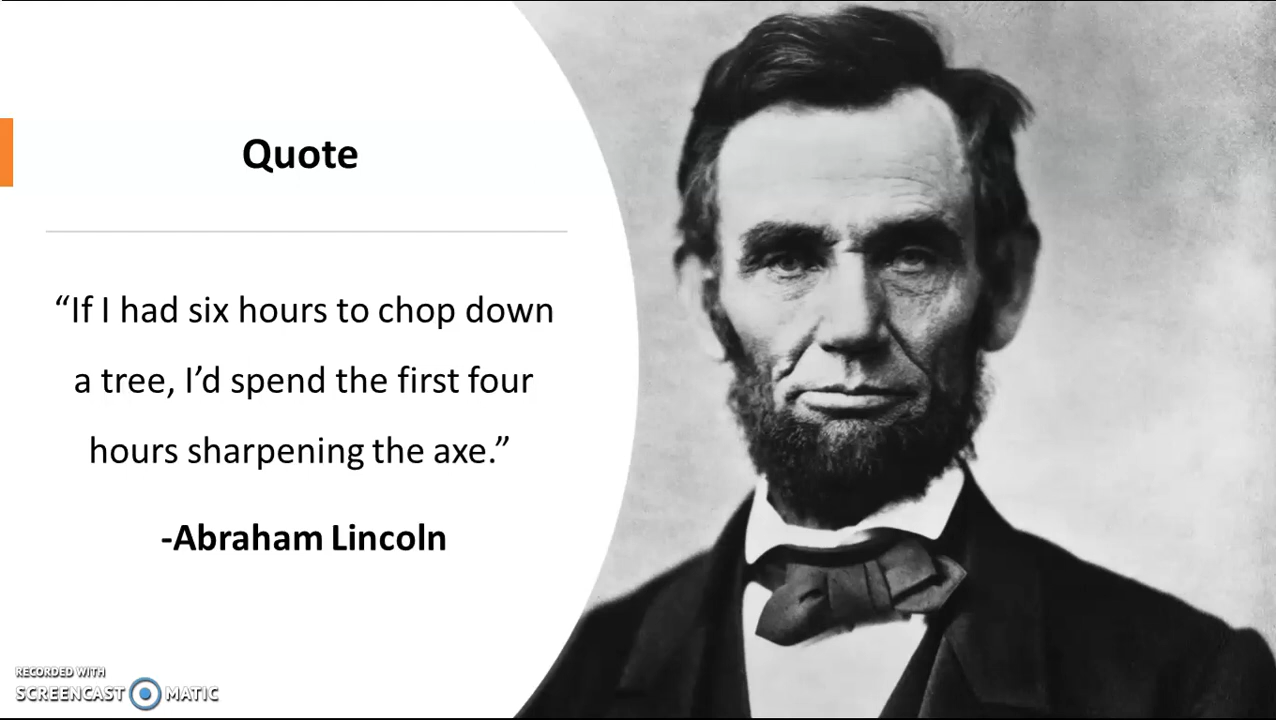 Quote
“If I had six hours to chop down
a tree, I’d spend the first four
hours sharpening the axe.”
-Abraham Lincoln
RECORDED WITH
SCREENCAST MATIC